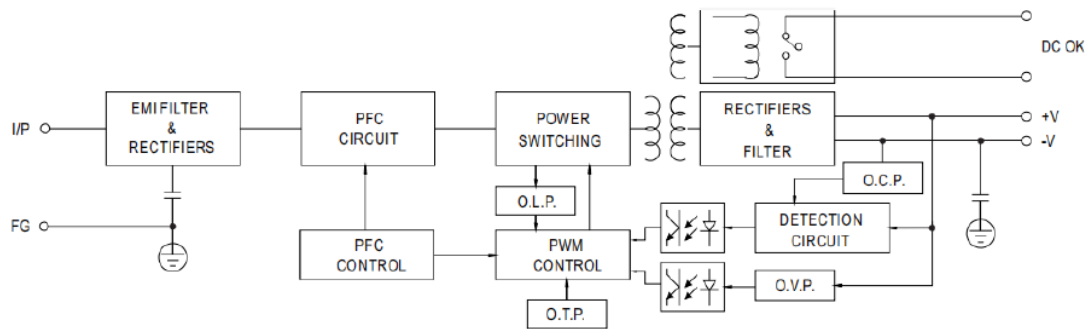 DC OK
I/P
EMI FILTER
&
RECTIFIERS
PFC
CIRCUIT
POWER
SWITCHING
RECTIFIERS
&
FILTER
+V
-V
O.C.P.
O.L.P.
FG
PFC
CONTROL
PWM
CONTROL
DETECTION
CIRCUIT
O.V.P.
O.T.P.